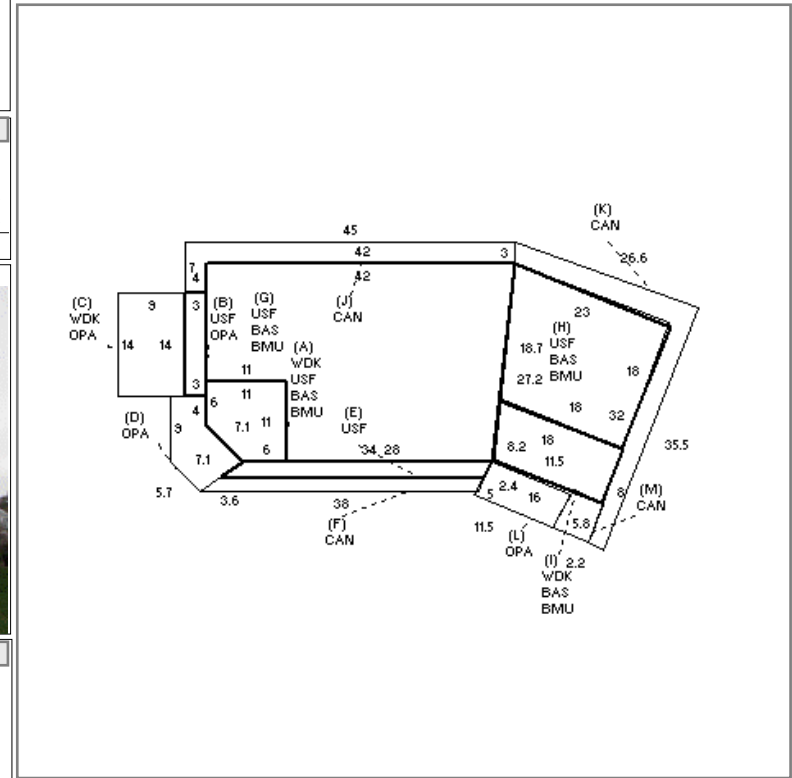 (K)
CAN
26.6
45
42
3
7
4
42
(J)
CAN
(C)
WDK
OPA
9
14
14
3
3
(B)
USF
OPA
(G)
USF
BAS
BMU
(A)
WDK
USF
BAS
BMU
11
11
6
7.1
11
6
23
(H)
USF
BAS
BMU
18.7
27.2
18
18
32
35.5
(D)
OPA
4
9
7.1
(E)
USF
34
28
8.2
18
11.5
5.7
3.6
38
(F)
CAN
5
2.4
16
8
(M)
CAN
5.8
11.5
(L)
OPA
2.2
(I)
WDK
BAS
BMU